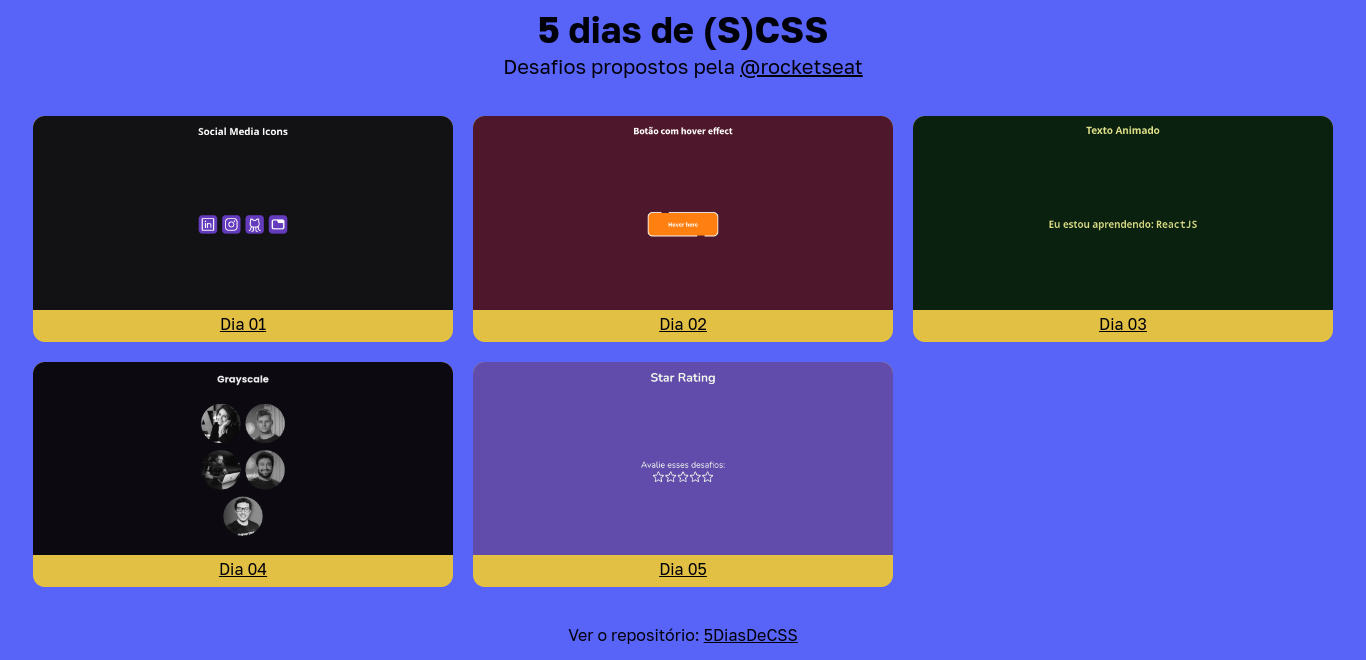 5 dias de (S)CSS
Desafios propostos pela @rocketseat
Social Media Icons
in
Dia 01
Botão com hover effect
Hover here
Dia 02
Texto Animado
Eu estou aprendendo: ReactJS
Dia 03
Grayscale
Dia 04
Star Rating
Avalie esses desafios:
Dia 05
Ver o repositório: 5DiasDeCSS